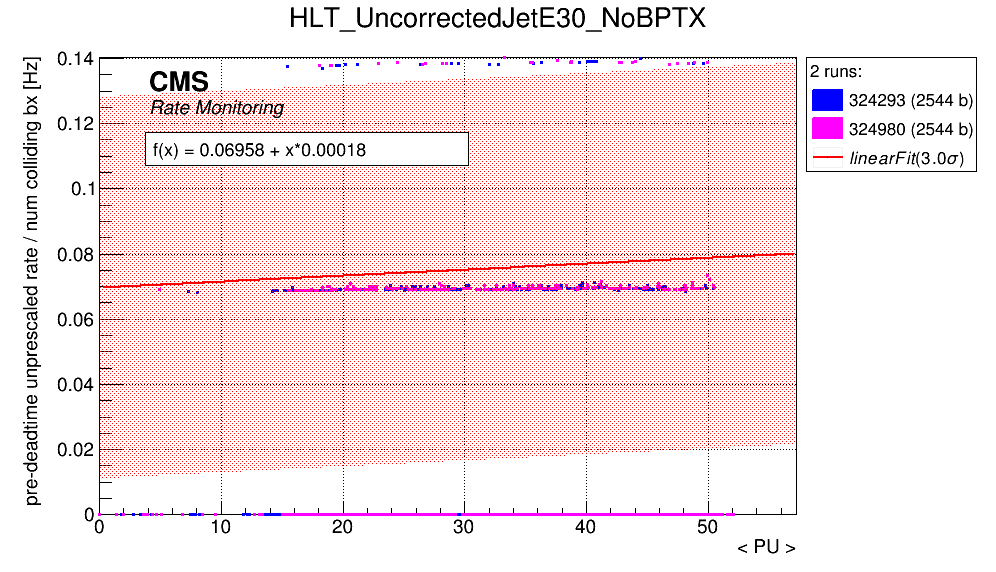 HLT_UncorrectedJetE30_NoBPTX
pre-deadtime unprescaled rate / num colliding bx [Hz]
0.14
0.12
0.1
0.08
0.06
0.04
0.02
0
CMS
Rate Monitoring
f(x) = 0.06958 + x*0.00018
0
10
20
30
40
50
< PU >
2 runs:
324293 (2544 b)
324980 (2544 b)
linearFit(3.0σ)